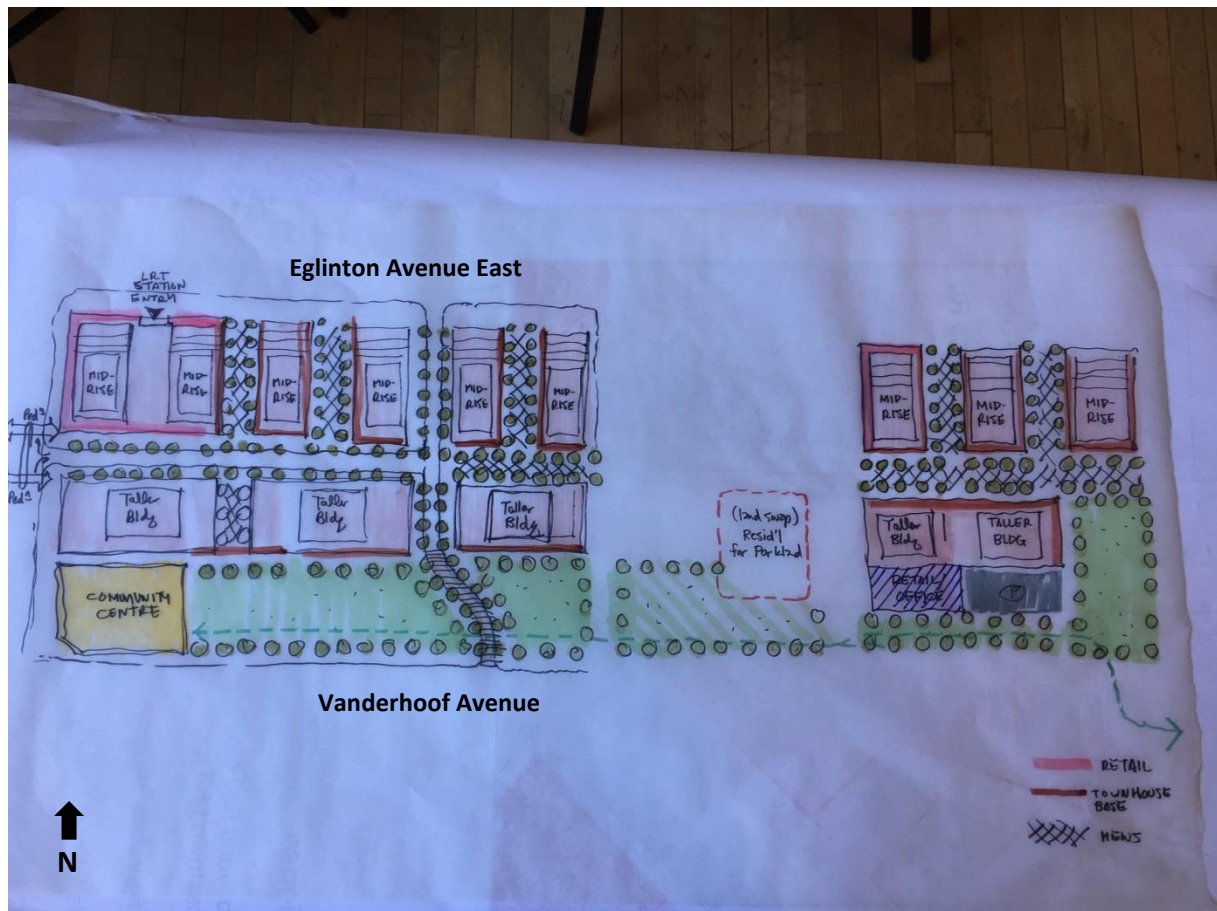 Eglinton Avenue East
LRT
STATION
ENTRY
MID-
RISE
MID-
RISE
MID-
RISE
MID-
RISE
MID-
RISE
MID-
RISE
MID-
RISE
MID-
RISE
MID-
RISE
Ped
Ped
Taller
Bldg
Taller
Bldg
Taller
Bldg
(land swap)
Resid'l
for Parkland
Taller
Bldg
TALLER
BLDG
RETAIL
OFFICE
P
COMMUNITY
CENTRE
Vanderhoof Avenue
RETAIL
TOWNHOUSE
BASE
MEWS
N